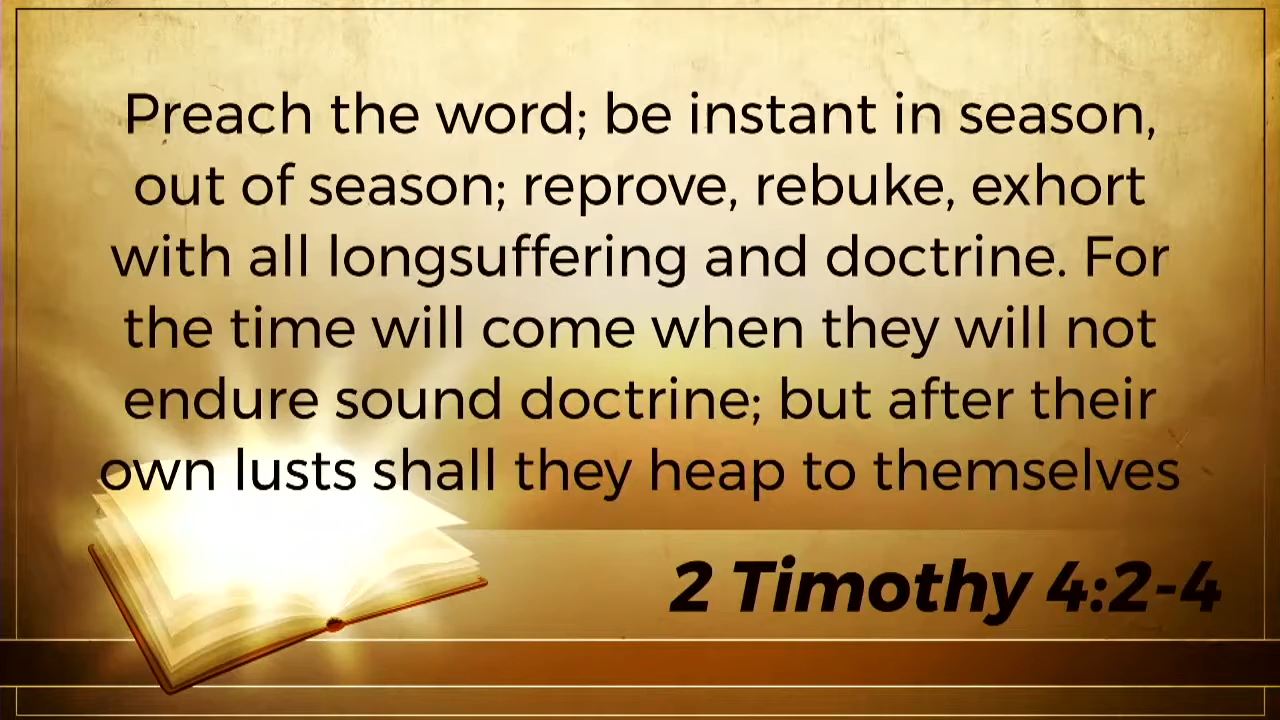 Preach the word; be instant in season,
out of season; reprove, rebuke, exhort
with all longsuffering and doctrine. For
the time will come when they will not
endure sound doctrine; but after their
own lusts shall they heap to themselves
2 Timothy 4:2-4